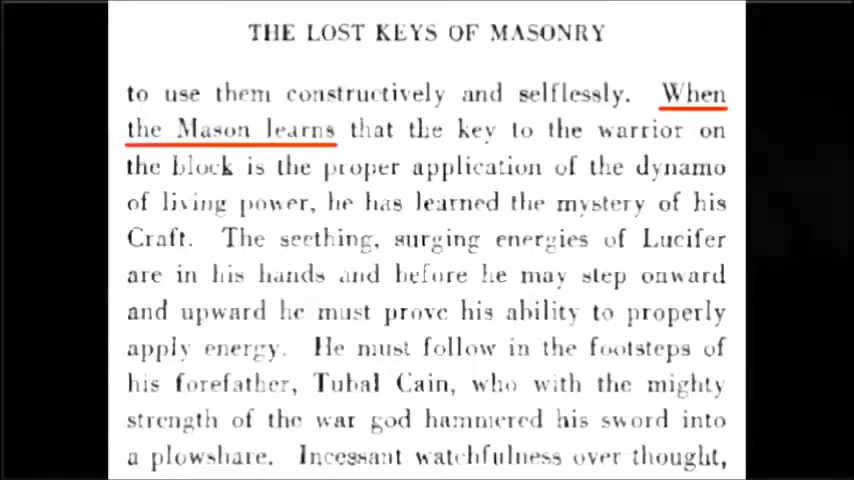 THE LOST KEYS OF MASONRY
to use them constructively and selflessly. When
the Mason learns that the key to the warrior on
the block is the proper application of the dynamo
of living power, he has learned the mystery of his
Craft. The seething, surging energies of Lucifer
are in his hands and before he may step onward
and upward he must prove his ability to properly
apply energy. He must follow in the footsteps of
his forefather, Tubal Cain, who with the mighty
strength of the war god hammered his sword into
a plowshare. Incessant watchfulness over thought,